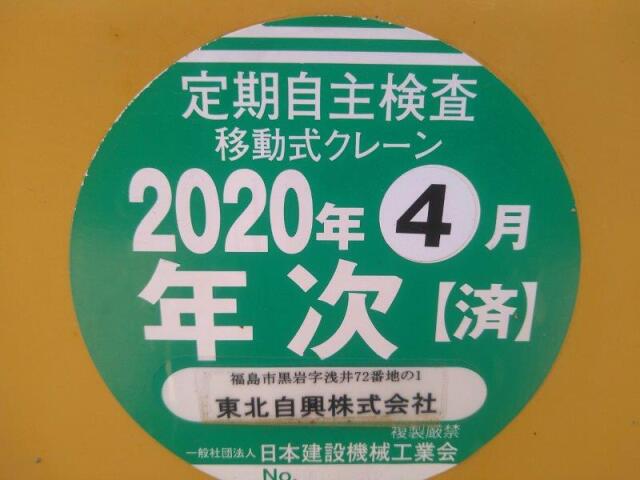 定期自主検査
移動式クレーン
2020年 4 月
年次【済】
福島市黒岩字浅井72番地の1
東北自興株式会社
複製厳禁
一般社団法人 日本建設機械工業会
No.